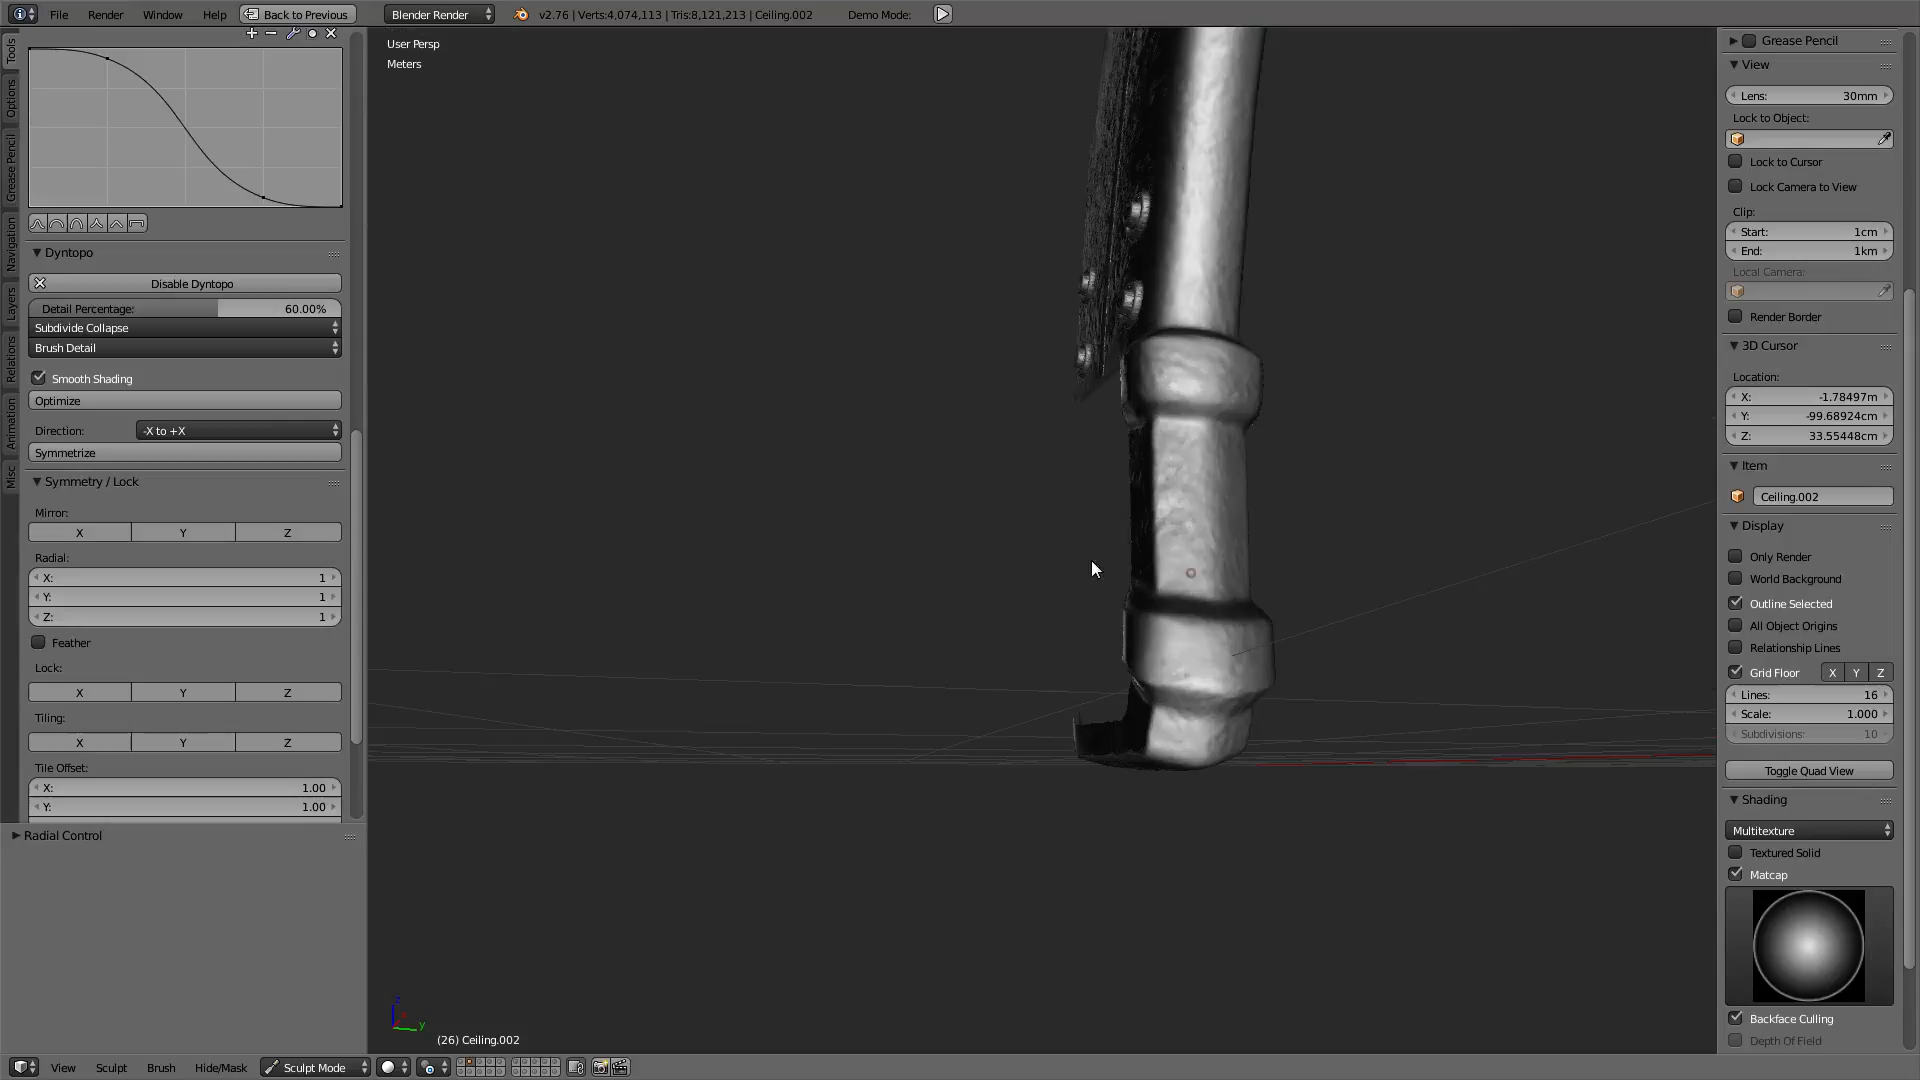 File Render Window Help Back to Previous Blender Render v2.76 | Verts:4,074,113 | Tris:8,121,213 | Ceiling.002 Demo Mode:
Tools
Options
Grease Pencil
Navigation
Layers
Relations
Animation
Misc
Dyntopo
Disable Dyntopo
Detail Percentage: 60.00%
Subdivide Collapse
Brush Detail
Smooth Shading
Optimize
Direction: -X to +X
Symmetrize
Symmetry / Lock
Mirror:
X Y Z
Radial:
X: 1
Y: 1
Z: 1
Feather
Lock:
X Y Z
Tiling:
X Y Z
Tile Offset:
X: 1.00
Y: 1.00
Radial Control
User Persp
Meters
z
y
(26) Ceiling.002
Grease Pencil
View
Lens: 30mm
Lock to Object:
Lock to Cursor
Lock Camera to View
Clip:
Start: 1cm
End: 1km
Local Camera:
Render Border
3D Cursor
Location:
X: -1.78497m
Y: -99.68924cm
Z: 33.55448cm
Item
Ceiling.002
Display
Only Render
World Background
Outline Selected
All Object Origins
Relationship Lines
Grid Floor X Y Z
Lines: 16
Scale: 1.000
Subdivisions: 10
Toggle Quad View
Shading
Multitexture
Textured Solid
Matcap
Backface Culling
Depth Of Field
View Sculpt Brush Hide/Mask Sculpt Mode